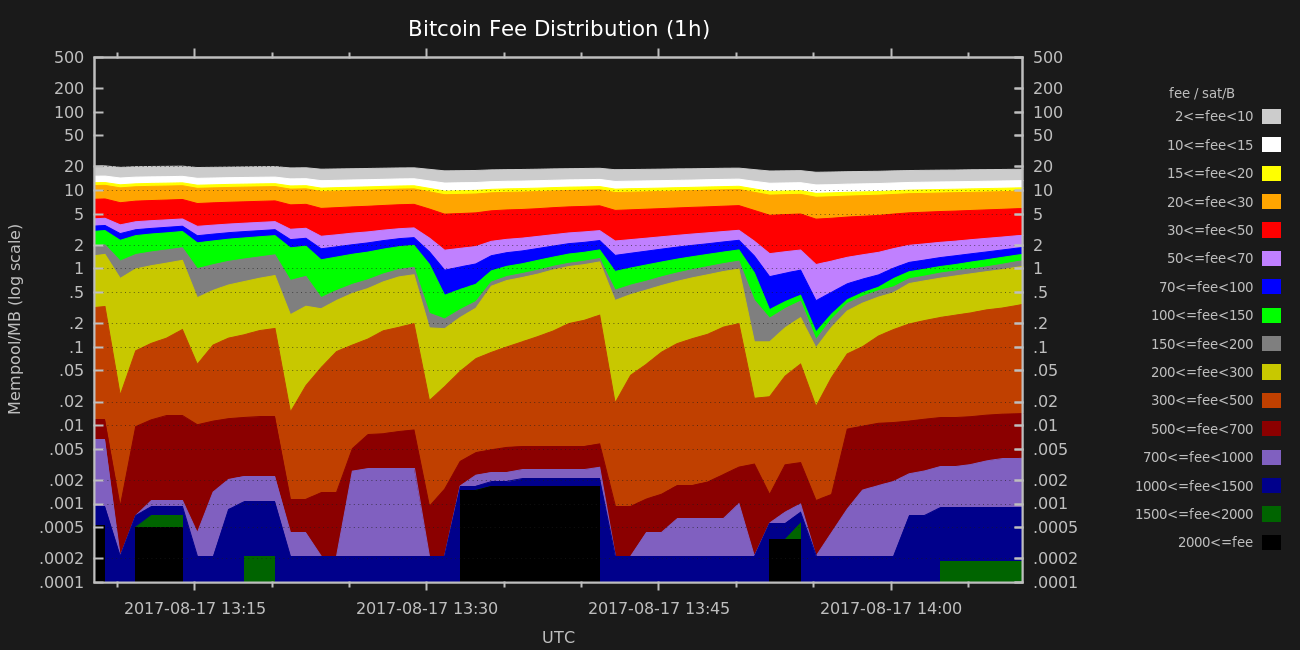 Bitcoin Fee Distribution (1h)
500 500
200 200
100 100
50 50
20 20
10 10
5 5
2 2
1 1
.5 .5
.2 .2
.1 .1
.05 .05
.02 .02
.01 .01
.005 .005
.002 .002
.001 .001
.0005 .0005
.0002 .0002
.0001 .0001
Mempool/MB (log scale)
2017-08-17 13:15 2017-08-17 13:30 2017-08-17 13:45 2017-08-17 14:00
UTC
fee / sat/B
2<=fee<10
10<=fee<15
15<=fee<20
20<=fee<30
30<=fee<50
50<=fee<70
70<=fee<100
100<=fee<150
150<=fee<200
200<=fee<300
300<=fee<500
500<=fee<700
700<=fee<1000
1000<=fee<1500
1500<=fee<2000
2000<=fee